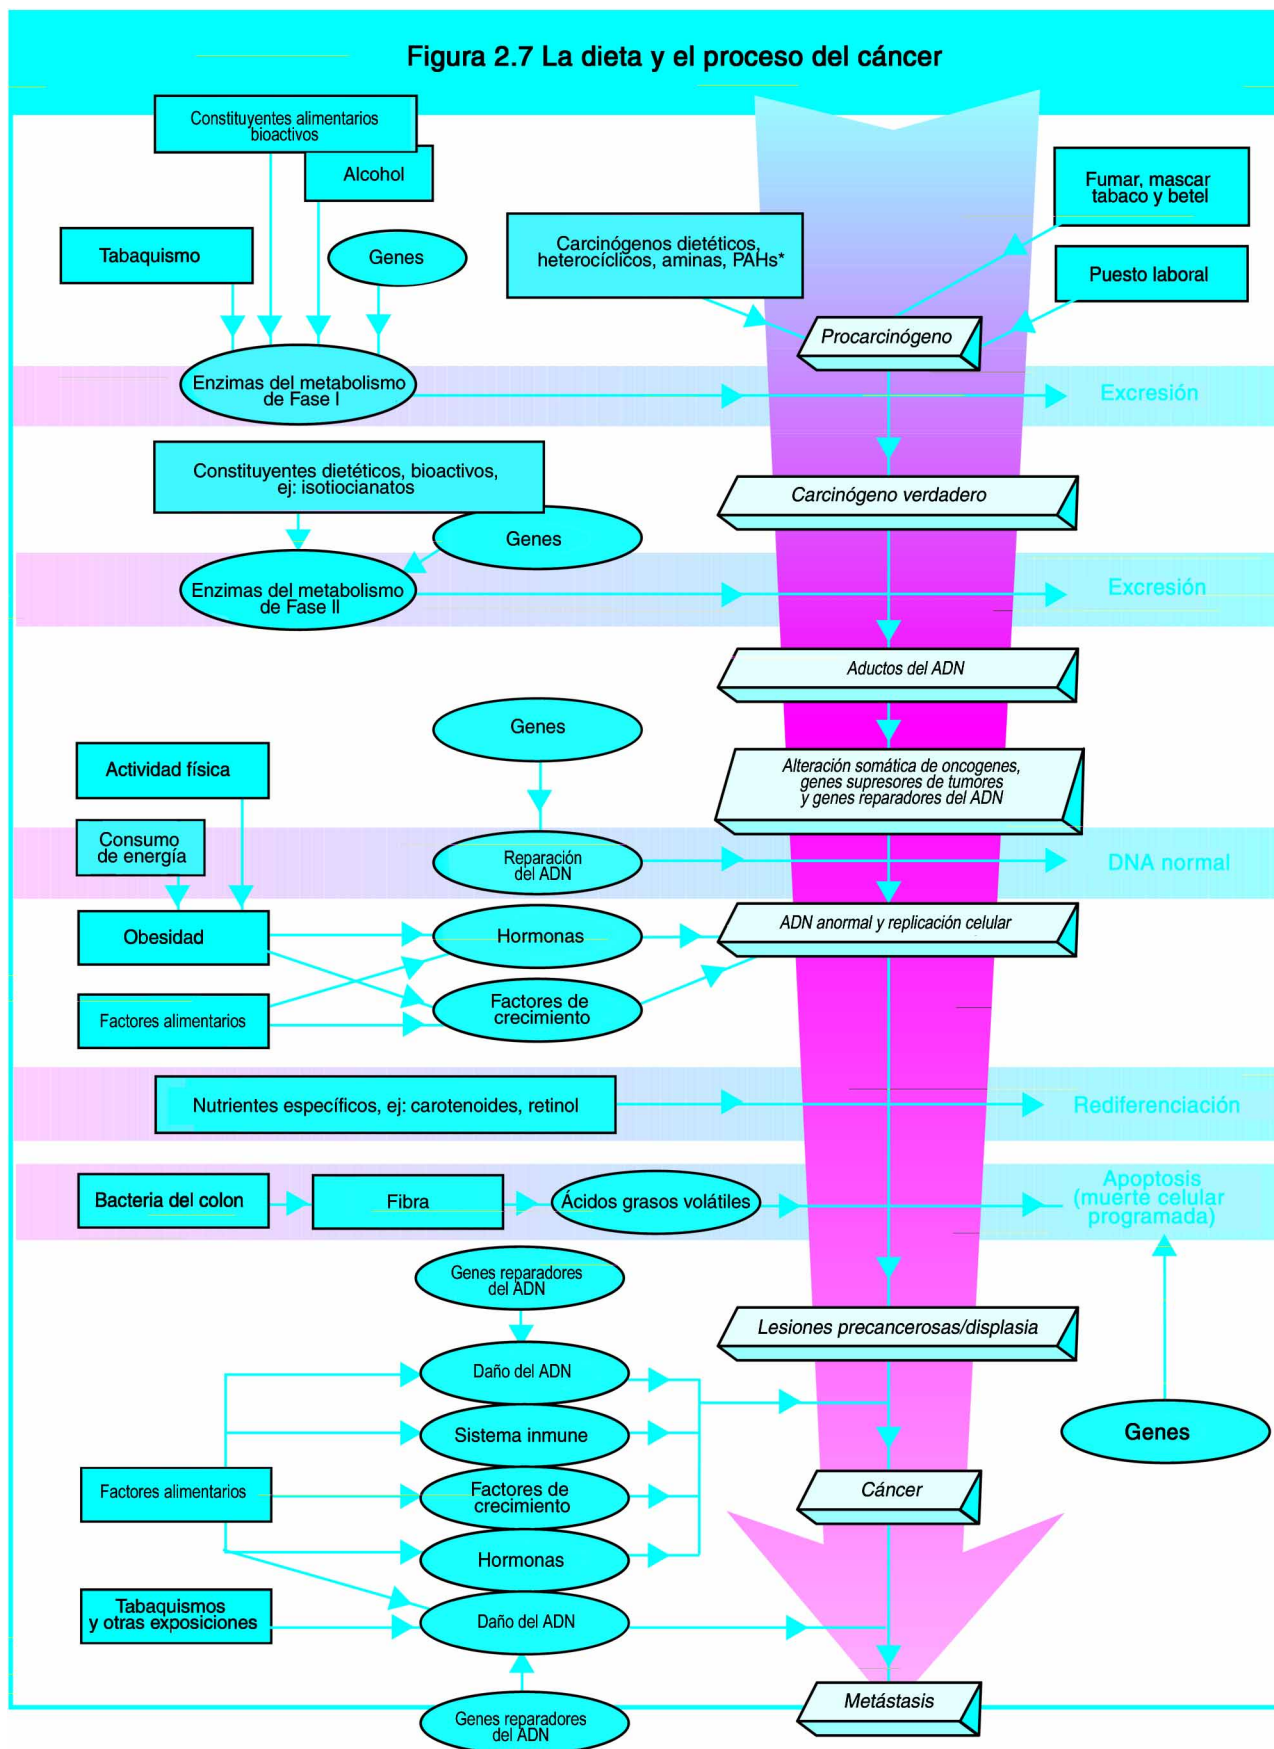 Figura 2.7 La dieta y el proceso del cáncer
Constituyentes alimentarios
bioactivos
Alcohol
Tabaquismo
Genes
Carcinógenos dietéticos,
heterocíclicos, aminas, PAHs*
Fumar, mascar
tabaco y betel
Puesto laboral
Procarcinógeno
Enzimas del metabolismo
de Fase I
Excresión
Constituyentes dietéticos, bioactivos,
ej: isotiocianatos
Carcinógeno verdadero
Genes
Enzimas del metabolismo
de Fase II
Excresión
Aductos del ADN
Genes
Actividad física
Alteración somática de oncogenes,
genes supresores de tumores
y genes reparadores del ADN
Consumo
de energía
Reparación
del ADN
DNA normal
Obesidad
Hormonas
ADN anormal y replicación celular
Factores alimentarios
Factores de
crecimiento
Nutrientes específicos, ej: carotenoides, retinol
Rediferenciación
Bacteria del colon
Fibra
Ácidos grasos volátiles
Apoptosis
(muerte celular
programada)
Genes reparadores
del ADN
Lesiones precancerosas/displasia
Daño del ADN
Sistema inmune
Genes
Factores alimentarios
Factores de
crecimiento
Cáncer
Hormonas
Tabaquismos
y otras exposiciones
Daño del ADN
Metástasis
Genes reparadores
del ADN